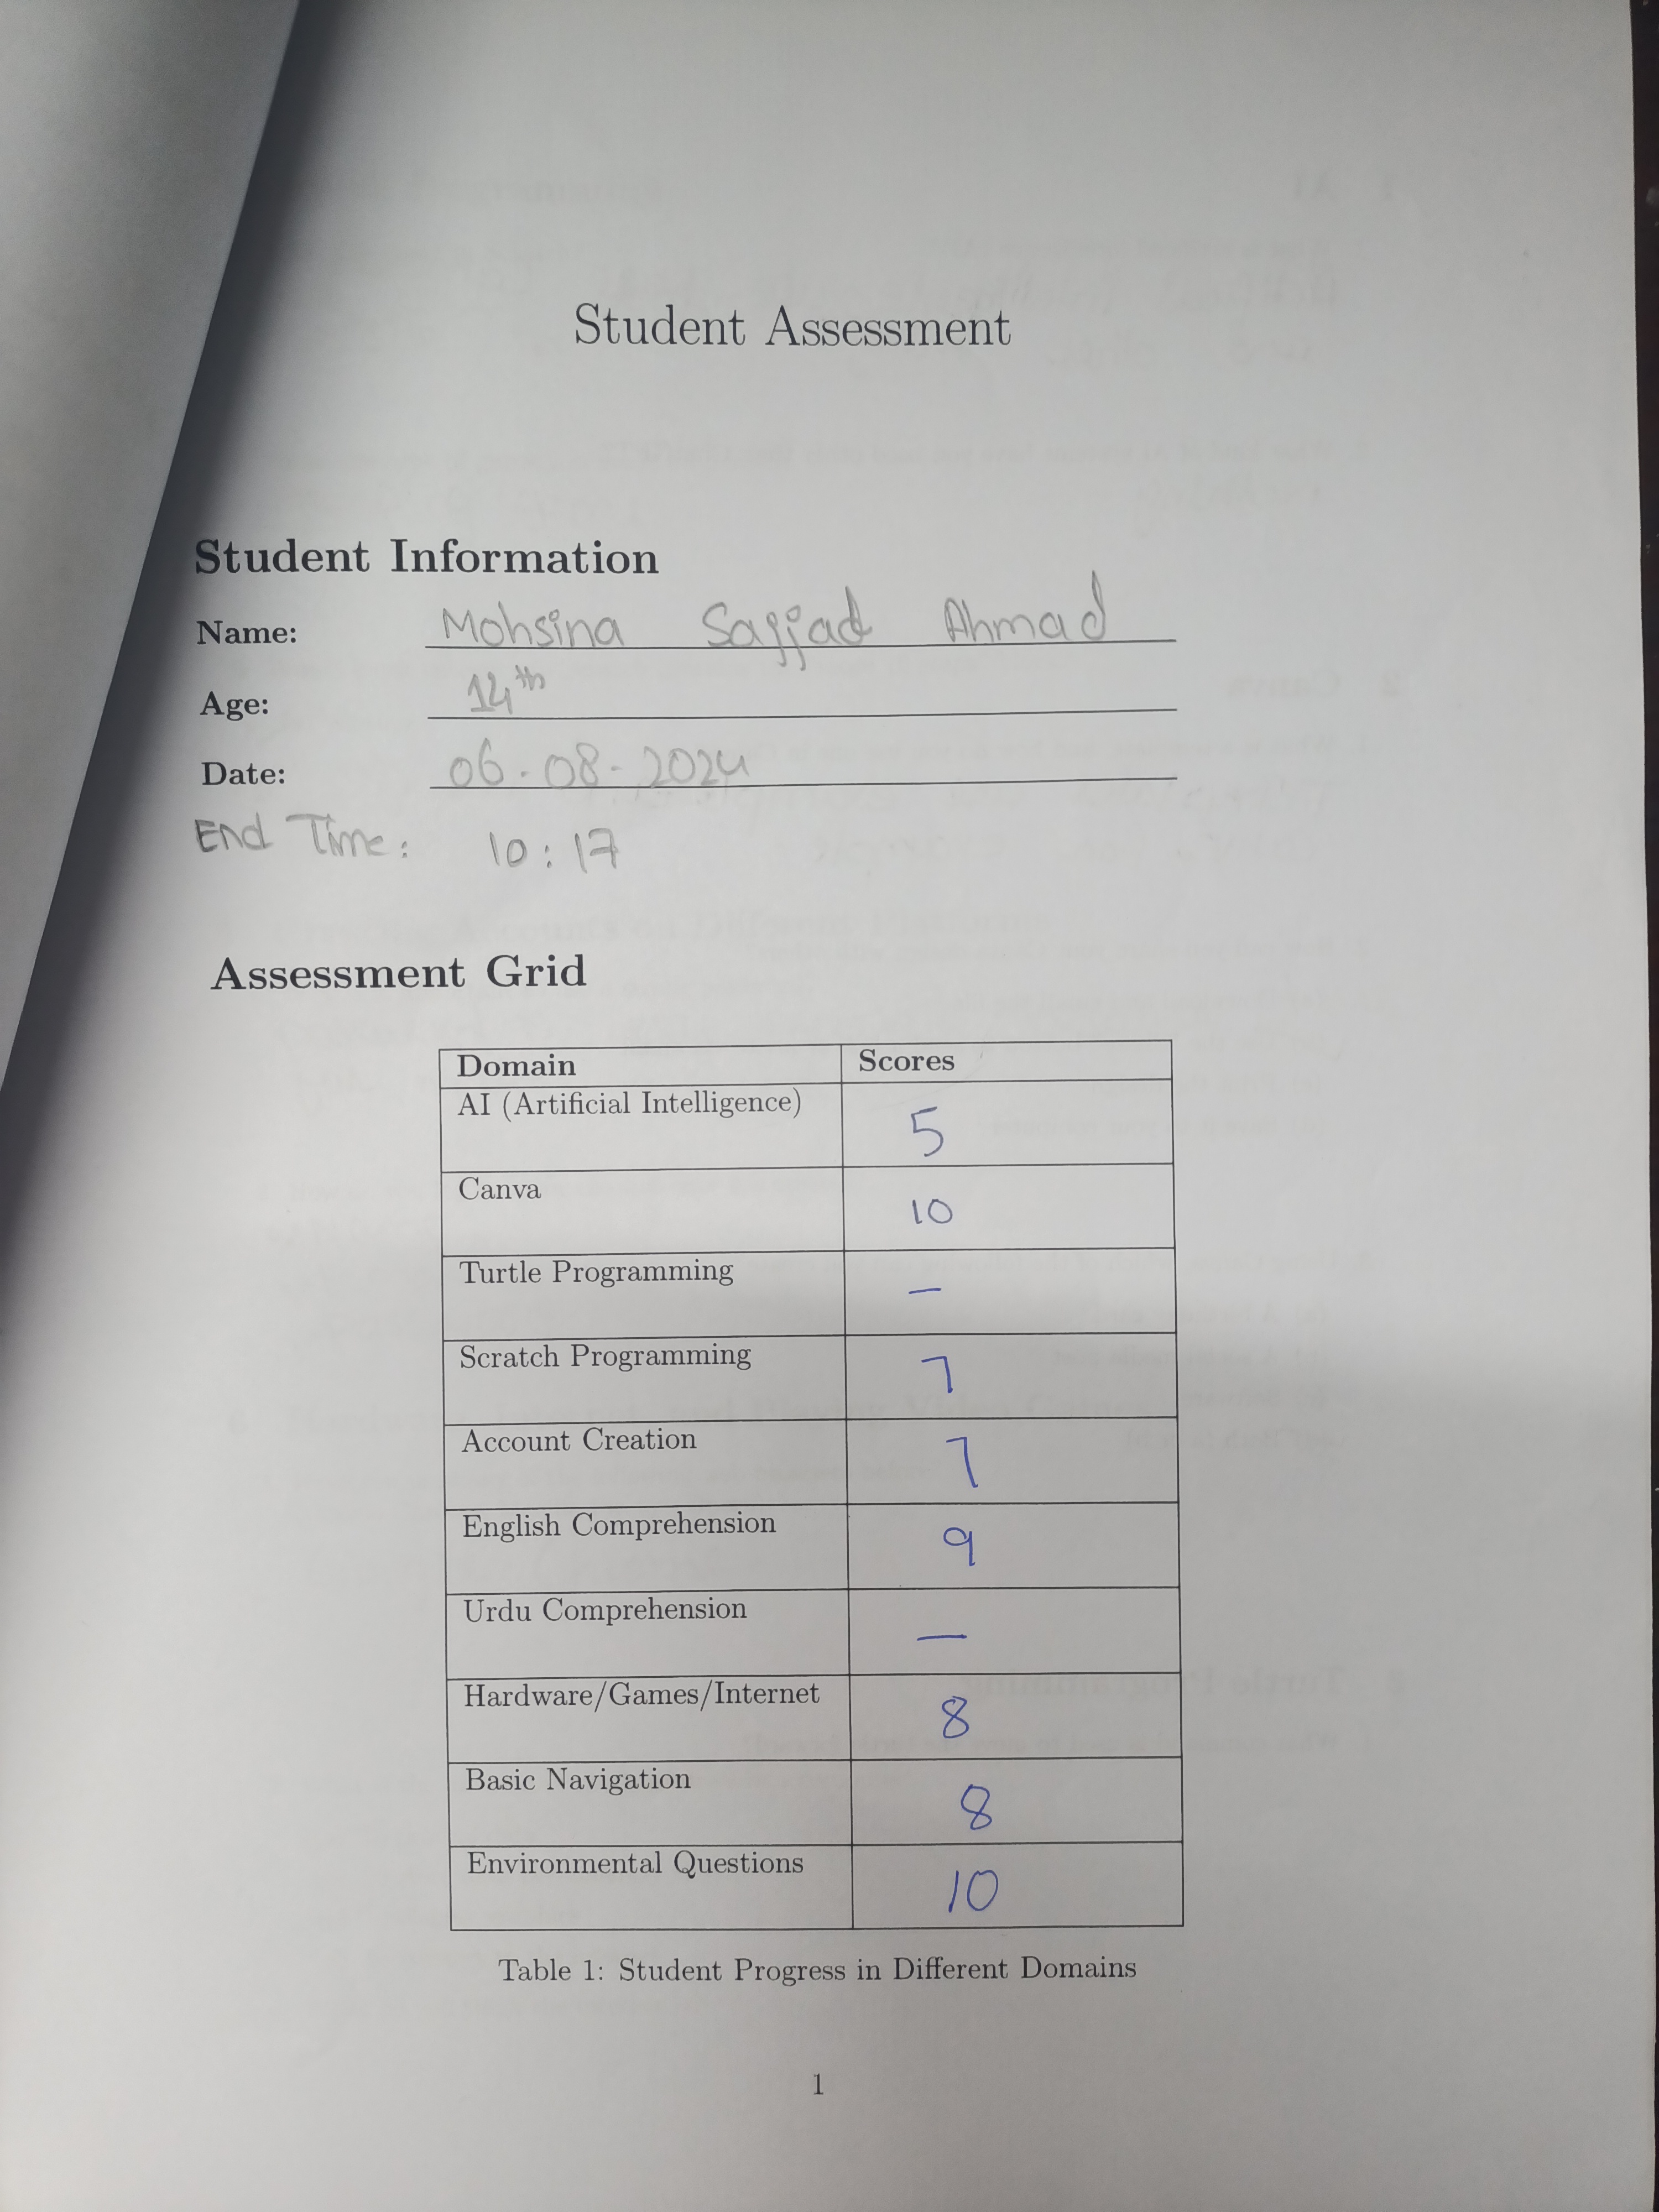 Student Assessment
Student Information
Name: Mohsina Sajjad Ahmad
Age: 14th
Date: 06-08-2024
End Time: 10:17
Assessment Grid
Domain Scores
AI (Artificial Intelligence) 5
Canva 10
Turtle Programming —
Scratch Programming 7
Account Creation 7
English Comprehension 9
Urdu Comprehension —
Hardware/Games/Internet 8
Basic Navigation 8
Environmental Questions 10
Table 1: Student Progress in Different Domains
1